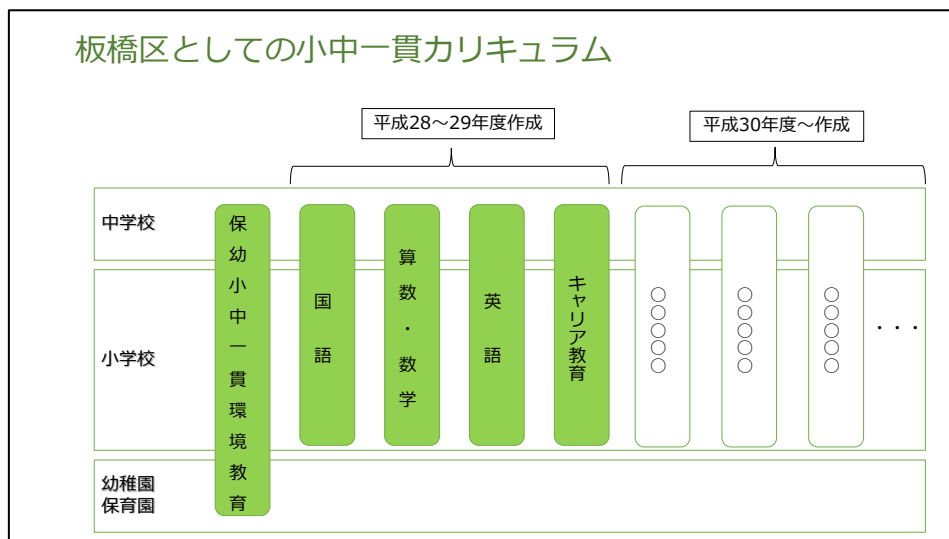 板橋区としての小中一貫カリキュラム
平成28～29年度作成
平成30年度～作成
中学校
小学校
幼稚園
保育園
保幼小中一貫環境教育
国語
算数・数学
英語
キャリア教育
○○○○○
○○○○○
○○○○○
・・・